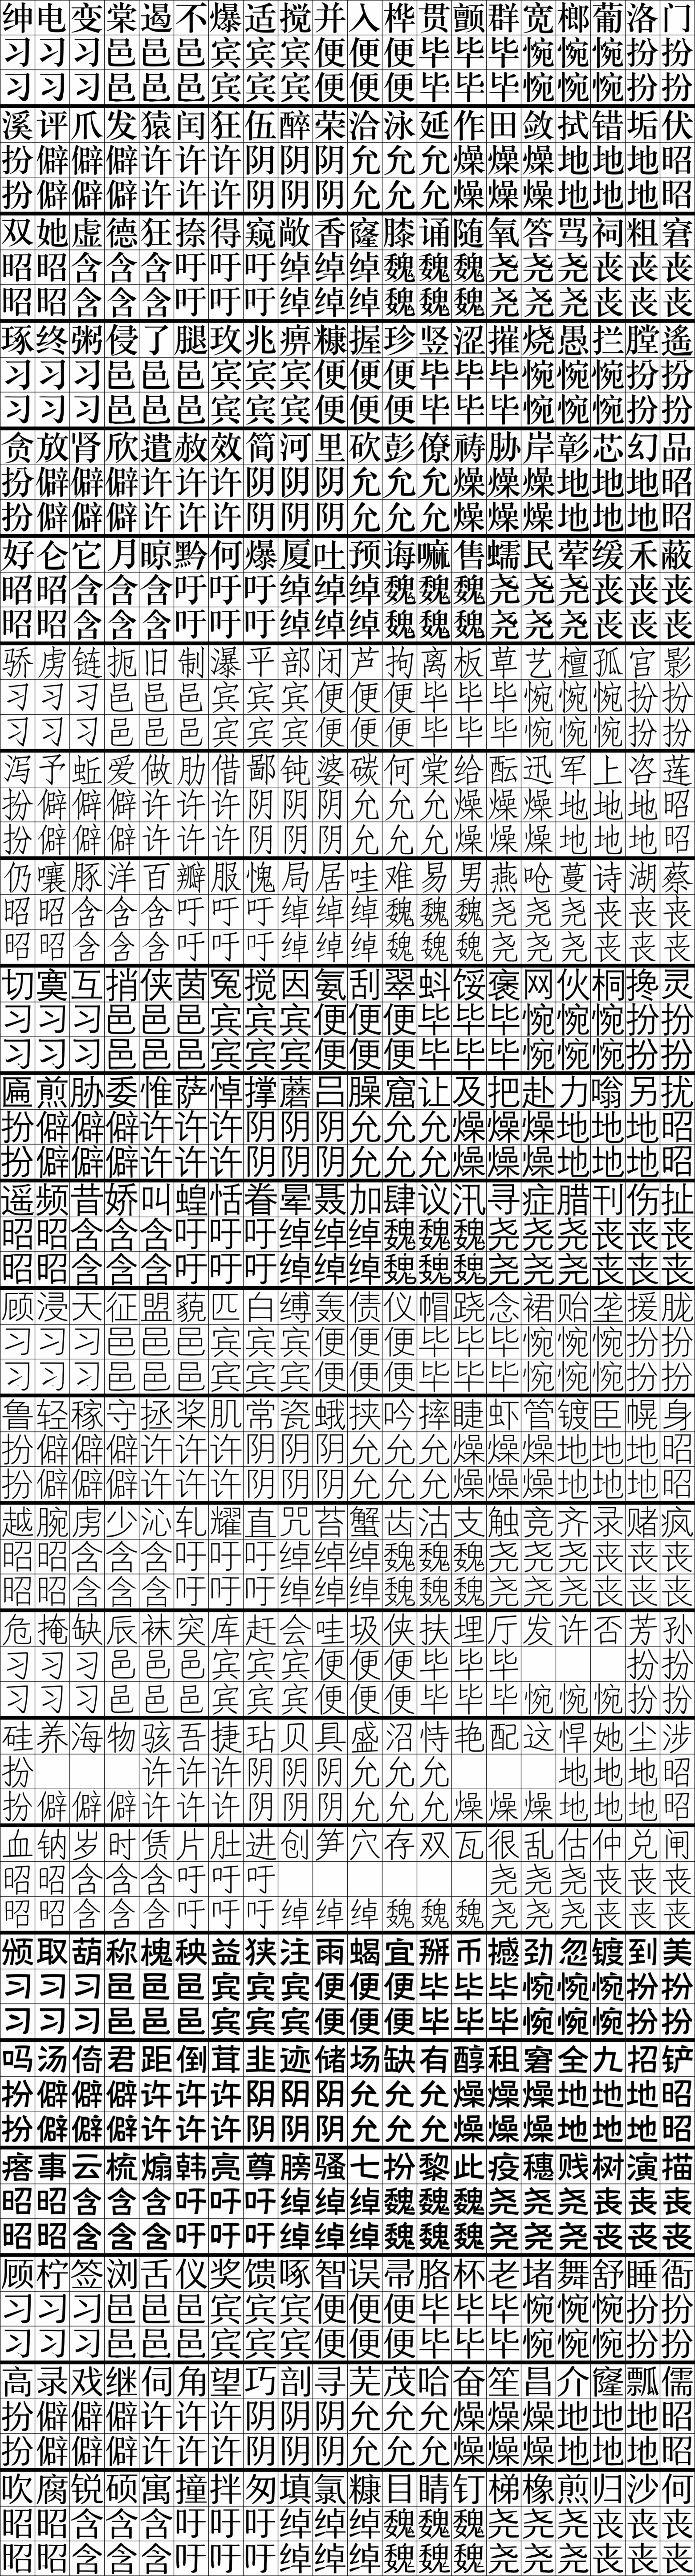 绅电变棠遏不爆适搅并入桦贯颤群宽榔葡洛门
习习习邑邑邑宾宾宾便便便毕毕毕惋惋惋扮扮
习习习邑邑邑宾宾宾便便便毕毕毕惋惋惋扮扮
溪评爪发猿闰狂伍醉荣洽泳延作田敛拭错垢伏
扮僻僻僻许许许阴阴阴允允允燥燥燥地地地昭
扮僻僻僻许许许阴阴阴允允允燥燥燥地地地昭
双她虚德狂捺得窥敞香窿膝诵随氧答骂祠粗窘
昭昭含含含吁吁吁绰绰绰魏魏魏尧尧尧丧丧丧
昭昭含含含吁吁吁绰绰绰魏魏魏尧尧尧丧丧丧
琢终粥侵了腿玫兆痹糠握珍竖涩摧烧愚拦膛遥
习习习邑邑邑宾宾宾便便便毕毕毕惋惋惋扮扮
习习习邑邑邑宾宾宾便便便毕毕毕惋惋惋扮扮
贪放肾欣遣赦效简河里砍彭僚祷胁岸彰芯幻品
扮僻僻僻许许许阴阴阴允允允燥燥燥地地地昭
扮僻僻僻许许许阴阴阴允允允燥燥燥地地地昭
好仑它月晾黔何爆厦吐预诲嘛售蠕民荤缓禾蔽
昭昭含含含吁吁吁绰绰绰魏魏魏尧尧尧丧丧丧
昭昭含含含吁吁吁绰绰绰魏魏魏尧尧尧丧丧丧
骄虏链扼旧制瀑平部闭芦拘离板草艺檀孤宫影
习习习邑邑邑宾宾宾便便便毕毕毕惋惋惋扮扮
习习习邑邑邑宾宾宾便便便毕毕毕惋惋惋扮扮
泻予蚯爱做肋借鄙钝婆碳何棠给酝迅军上咨莲
扮僻僻僻许许许阴阴阴允允允燥燥燥地地地昭
扮僻僻僻许许许阴阴阴允允允燥燥燥地地地昭
仍嚷豚洋百瓣服愧局居哇难易男燕呛蔓诗湖蔡
昭昭含含含吁吁吁绰绰绰魏魏魏尧尧尧丧丧丧
昭昭含含含吁吁吁绰绰绰魏魏魏尧尧尧丧丧丧
切寞互捎侠茵冤搅因氨刮翠蚪馁褒网伙桐搀灵
习习习邑邑邑宾宾宾便便便毕毕毕惋惋惋扮扮
习习习邑邑邑宾宾宾便便便毕毕毕惋惋惋扮扮
匾煎胁委惟萨悼撑蘑吕臊窟让及把赴力嗡另扰
扮僻僻僻许许许阴阴阴允允允燥燥燥地地地昭
扮僻僻僻许许许阴阴阴允允允燥燥燥地地地昭
遥频昔娇叫蝗恬眷晕聂加肆议汛寻症腊刊伤扯
昭昭含含含吁吁吁绰绰绰魏魏魏尧尧尧丧丧丧
昭昭含含含吁吁吁绰绰绰魏魏魏尧尧尧丧丧丧
顾浸天征盟藐匹白缚轰债仪帽跷念裙贻垄援胧
习习习邑邑邑宾宾宾便便便毕毕毕惋惋惋扮扮
习习习邑邑邑宾宾宾便便便毕毕毕惋惋惋扮扮
鲁轻稼守拯桨肌常瓷蛾挟吟摔睫虾管镀臣幌身
扮僻僻僻许许许阴阴阴允允允燥燥燥地地地昭
扮僻僻僻许许许阴阴阴允允允燥燥燥地地地昭
越腕虏少沁轧耀直咒苔蟹齿沽支触竞齐录赌疯
昭昭含含含吁吁吁绰绰绰魏魏魏尧尧尧丧丧丧
昭昭含含含吁吁吁绰绰绰魏魏魏尧尧尧丧丧丧
危掩缺辰袜突库赶会哇圾侠扶埋厅发许否芳孙
习习习邑邑邑宾宾宾便便便毕毕毕扮扮
习习习邑邑邑宾宾宾便便便毕毕毕惋惋惋扮扮
硅养海物骇吾捷玷贝具盛沼恃艳配这悍她尘涉
扮许许许阴阴阴允允允地地地昭
扮僻僻僻许许许阴阴阴允允允燥燥燥地地地昭
血钠岁时赁片肚进创笋穴存双瓦很乱估仲兑闸
昭昭含含含吁吁吁尧尧尧丧丧丧
昭昭含含含吁吁吁绰绰绰魏魏魏尧尧尧丧丧丧
颁取葫称槐秧益狭注雨蝎宜掰币撼劲忽镀到美
习习习邑邑邑宾宾宾便便便毕毕毕惋惋惋扮扮
习习习邑邑邑宾宾宾便便便毕毕毕惋惋惋扮扮
吗汤倚君距倒茸韭迹储场缺有醇租窘全九招铲
扮僻僻僻许许许阴阴阴允允允燥燥燥地地地昭
扮僻僻僻许许许阴阴阴允允允燥燥燥地地地昭
瘩事云梳煽韩亮尊膀骚七扮黎此疫穗贱树演描
昭昭含含含吁吁吁绰绰绰魏魏魏尧尧尧丧丧丧
昭昭含含含吁吁吁绰绰绰魏魏魏尧尧尧丧丧丧
顾柠签浏舌仪奖馈啄智误帚胳杯老堵舞舒睡衙
习习习邑邑邑宾宾宾便便便毕毕毕惋惋惋扮扮
习习习邑邑邑宾宾宾便便便毕毕毕惋惋惋扮扮
高录戏继伺角望巧剖寻芜茂哈奋笙昌介窿瓢儒
扮僻僻僻许许许阴阴阴允允允燥燥燥地地地昭
扮僻僻僻许许许阴阴阴允允允燥燥燥地地地昭
吹腐锐硕寓撞拌匆填氯糠目睛钉梯橡煎归沙何
昭昭含含含吁吁吁绰绰绰魏魏魏尧尧尧丧丧丧
昭昭含含含吁吁吁绰绰绰魏魏魏尧尧尧丧丧丧